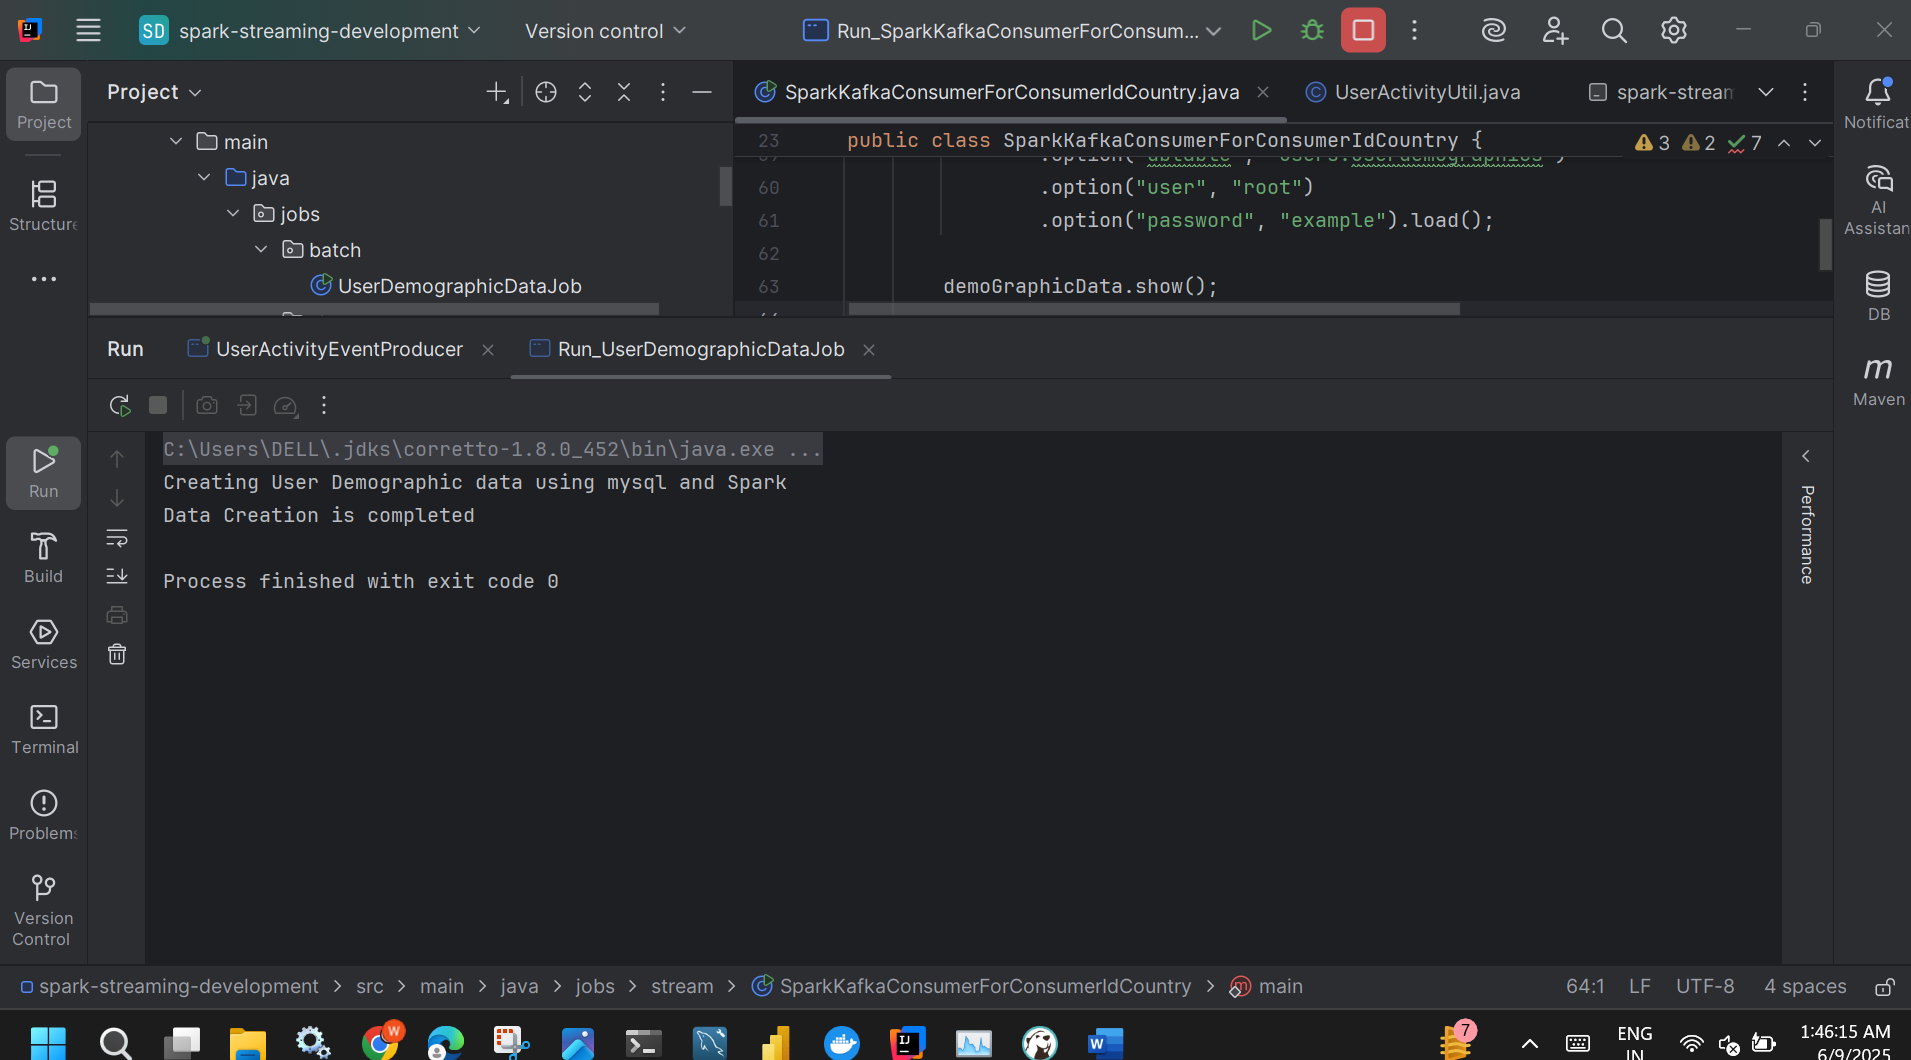 SD spark-streaming-development Version control Run_SparkKafkaConsumerForConsum...
Project
Structure
Run
Build
Services
Terminal
Problems
Version
Control
Project
main
java
jobs
batch
UserDemographicDataJob
SparkKafkaConsumerForConsumerIdCountry.java UserActivityUtil.java spark-stream
23 public class SparkKafkaConsumerForConsumerIdCountry { 3 2 7
60 .option("user", "root")
61 .option("password", "example").load();
62
63 demoGraphicData.show();
Notificat
AI
Assistan
DB
Maven
Run UserActivityEventProducer Run_UserDemographicDataJob
C:\Users\DELL\.jdks\corretto-1.8.0_452\bin\java.exe ...
Creating User Demographic data using mysql and Spark
Data Creation is completed
Process finished with exit code 0
Performance
spark-streaming-development > src > main > java > jobs > stream > SparkKafkaConsumerForConsumerIdCountry > main 64:1 LF UTF-8 4 spaces
W
7
ENG
IN
1:46:15 AM
6/9/2025